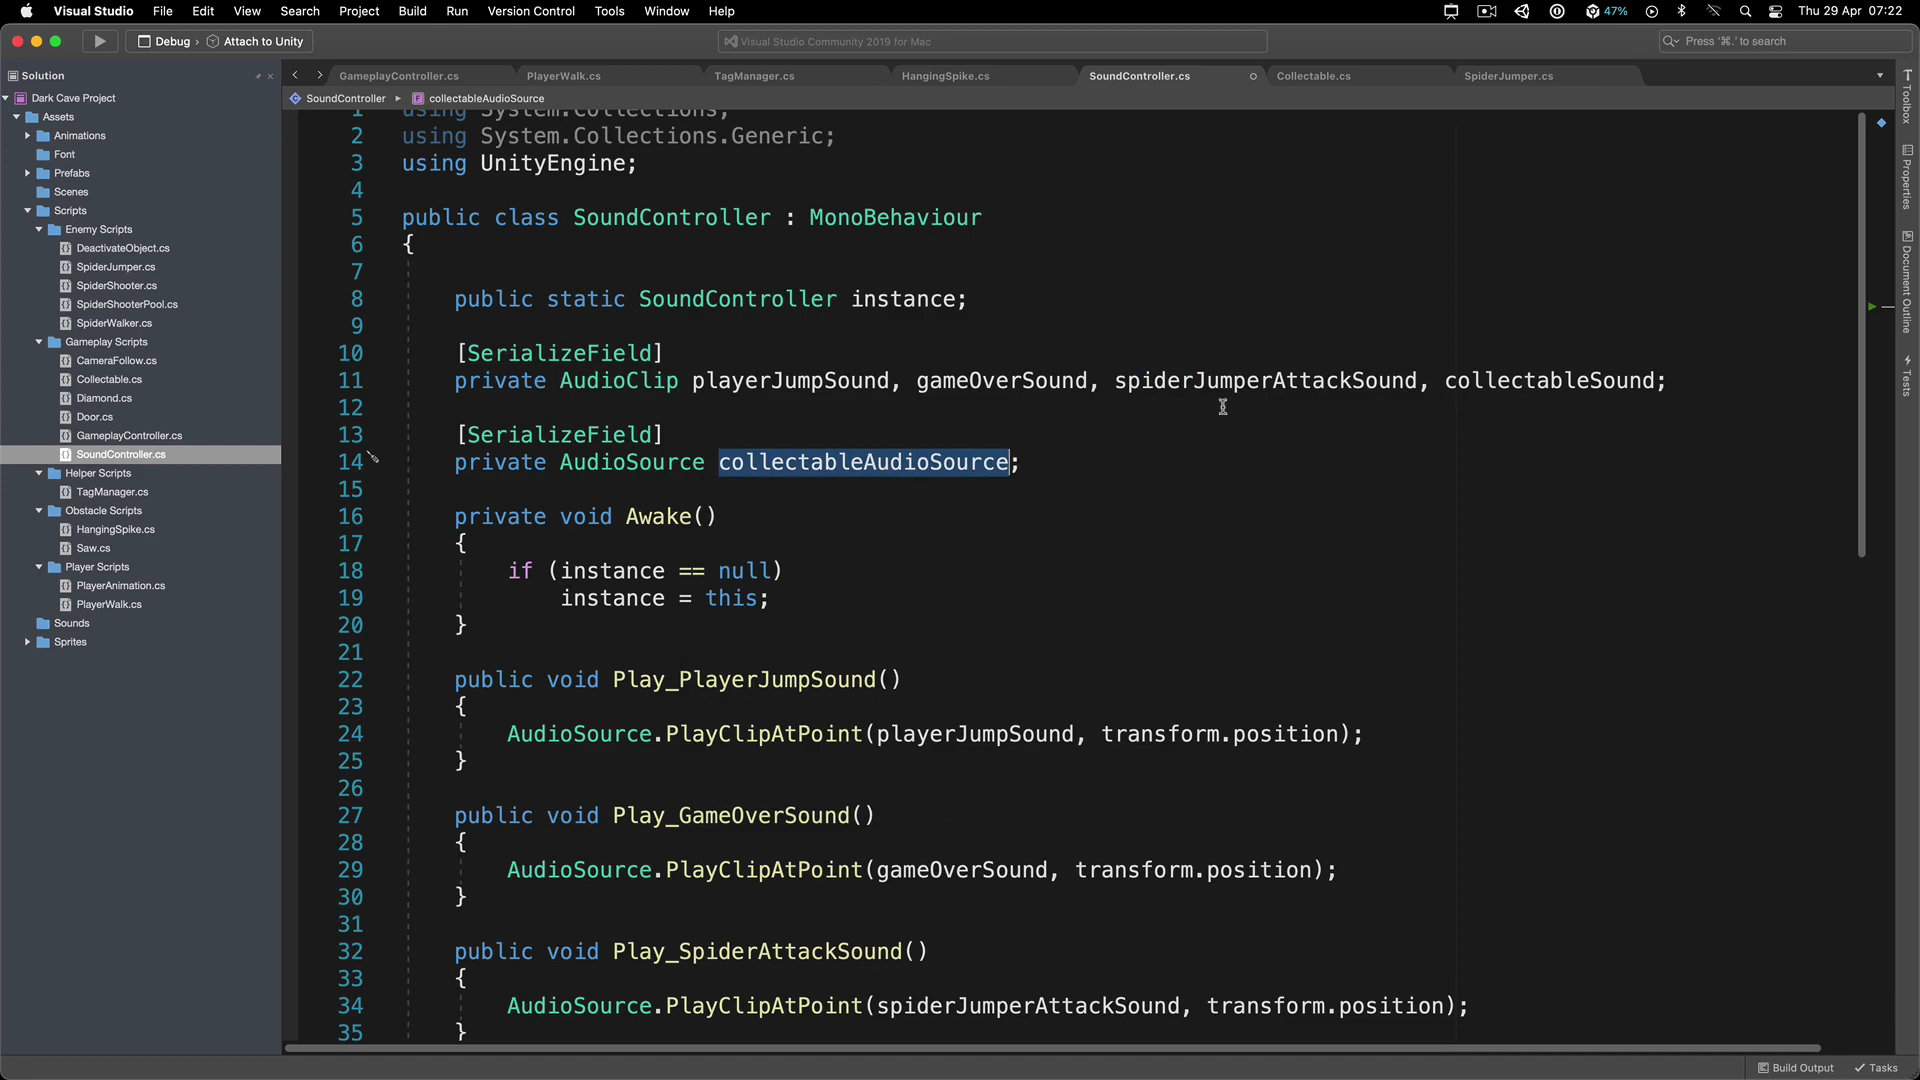 Visual Studio File Edit View Search Project Build Run Version Control Tools Window Help 47% Thu 29 Apr 07:22
Debug › Attach to Unity Visual Studio Community 2019 for Mac Press '⌘.' to search
Solution
Dark Cave Project
Assets
Animations
Font
Prefabs
Scenes
Scripts
Enemy Scripts
DeactivateObject.cs
SpiderJumper.cs
SpiderShooter.cs
SpiderShooterPool.cs
SpiderWalker.cs
Gameplay Scripts
CameraFollow.cs
Collectable.cs
Diamond.cs
Door.cs
GameplayController.cs
SoundController.cs
Helper Scripts
TagManager.cs
Obstacle Scripts
HangingSpike.cs
Saw.cs
Player Scripts
PlayerAnimation.cs
PlayerWalk.cs
Sounds
Sprites
GameplayController.cs PlayerWalk.cs TagManager.cs HangingSpike.cs SoundController.cs Collectable.cs SpiderJumper.cs
SoundController collectableAudioSource
1 using System.Collections;
2 using System.Collections.Generic;
3 using UnityEngine;
4
5 public class SoundController : MonoBehaviour
6 {
7
8 public static SoundController instance;
9
10 [SerializeField]
11 private AudioClip playerJumpSound, gameOverSound, spiderJumperAttackSound, collectableSound;
12
13 [SerializeField]
14 private AudioSource collectableAudioSource;
15
16 private void Awake()
17 {
18 if (instance == null)
19 instance = this;
20 }
21
22 public void Play_PlayerJumpSound()
23 {
24 AudioSource.PlayClipAtPoint(playerJumpSound, transform.position);
25 }
26
27 public void Play_GameOverSound()
28 {
29 AudioSource.PlayClipAtPoint(gameOverSound, transform.position);
30 }
31
32 public void Play_SpiderAttackSound()
33 {
34 AudioSource.PlayClipAtPoint(spiderJumperAttackSound, transform.position);
35 }
Toolbox
Properties
Document Outline
Tests
Build Output Tasks